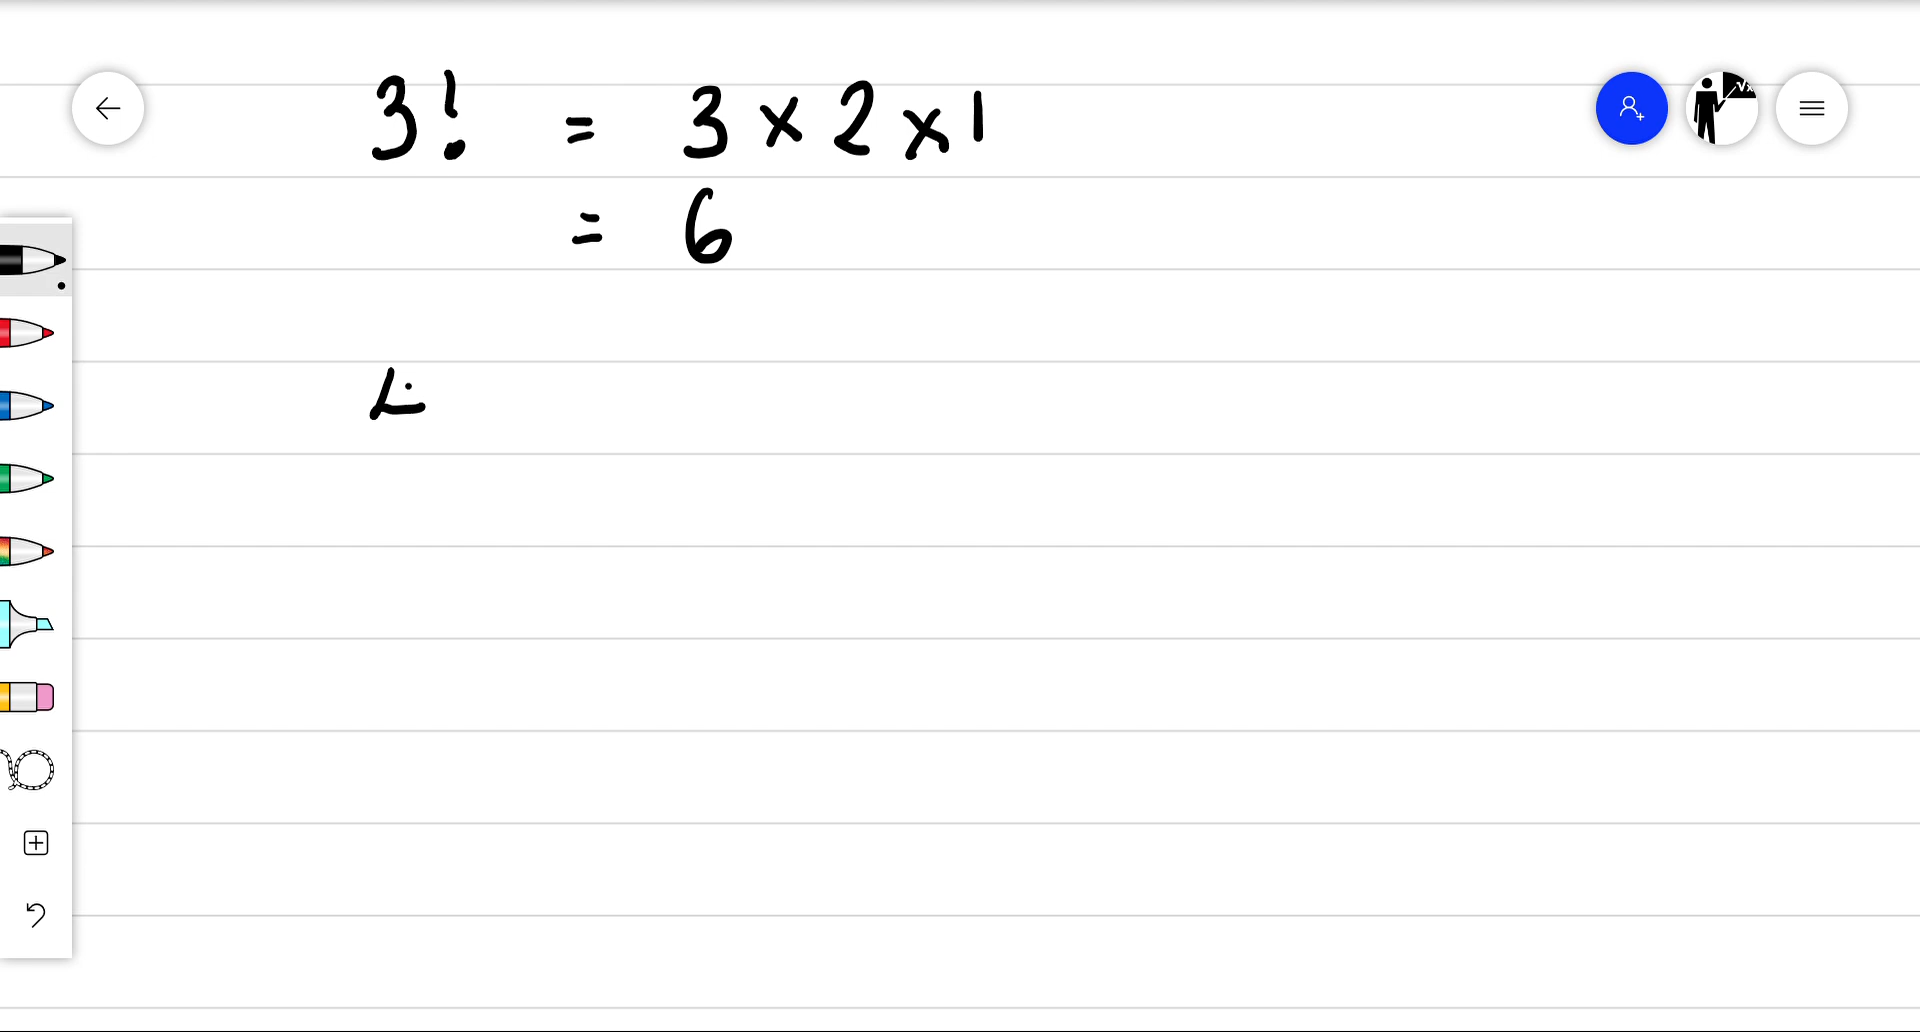 3! = 3 × 2 × 1
= 6